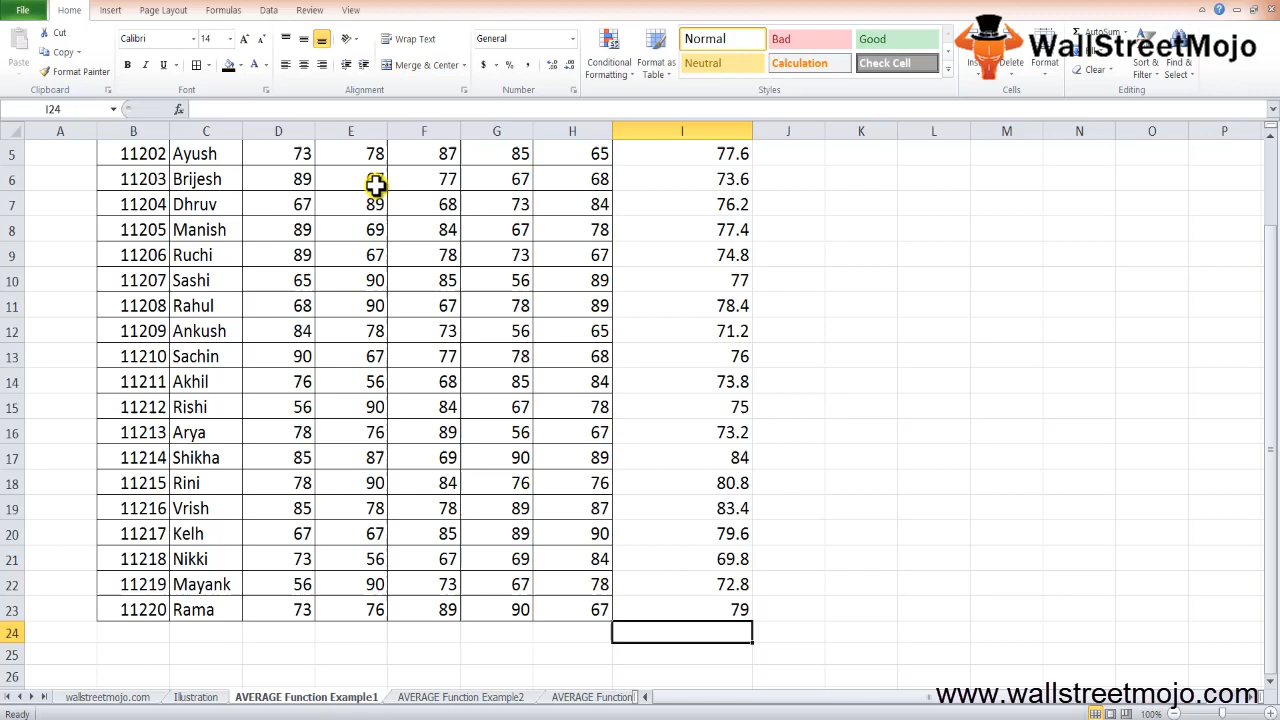 File Home Insert Page Layout Formulas Data Review View
Cut Calibri 14 Wrap Text General Normal Bad Good AutoSum
WallStreetMojo
Copy Conditional Format as Delete Format Sort & Find &
Paste Format Painter Merge & Center Formatting Table Neutral Calculation Check Cell Clear Filter Select
Clipboard Font Alignment Number Styles Cells Editing
I24 fx
A B C D E F G H I J K L M N O P
5 11202 Ayush 73 78 87 85 65 77.6
6 11203 Brijesh 89 77 67 68 73.6
7 11204 Dhruv 67 89 68 73 84 76.2
8 11205 Manish 89 69 84 67 78 77.4
9 11206 Ruchi 89 67 78 73 67 74.8
10 11207 Sashi 65 90 85 56 89 77
11 11208 Rahul 68 90 67 78 89 78.4
12 11209 Ankush 84 78 73 56 65 71.2
13 11210 Sachin 90 67 77 78 68 76
14 11211 Akhil 76 56 68 85 84 73.8
15 11212 Rishi 56 90 84 67 78 75
16 11213 Arya 78 76 89 56 67 73.2
17 11214 Shikha 85 87 69 90 89 84
18 11215 Rini 78 90 84 76 76 80.8
19 11216 Vrish 85 78 78 89 87 83.4
20 11217 Kelh 67 67 85 89 90 79.6
21 11218 Nikki 73 56 67 69 84 69.8
22 11219 Mayank 56 90 73 67 78 72.8
23 11220 Rama 73 76 89 90 67 79
24
25
26
wallstreetmojo.com Illustration AVERAGE Function Example1 AVERAGE Function Example2 AVERAGE Function
www.wallstreetmojo.com
Ready 100%